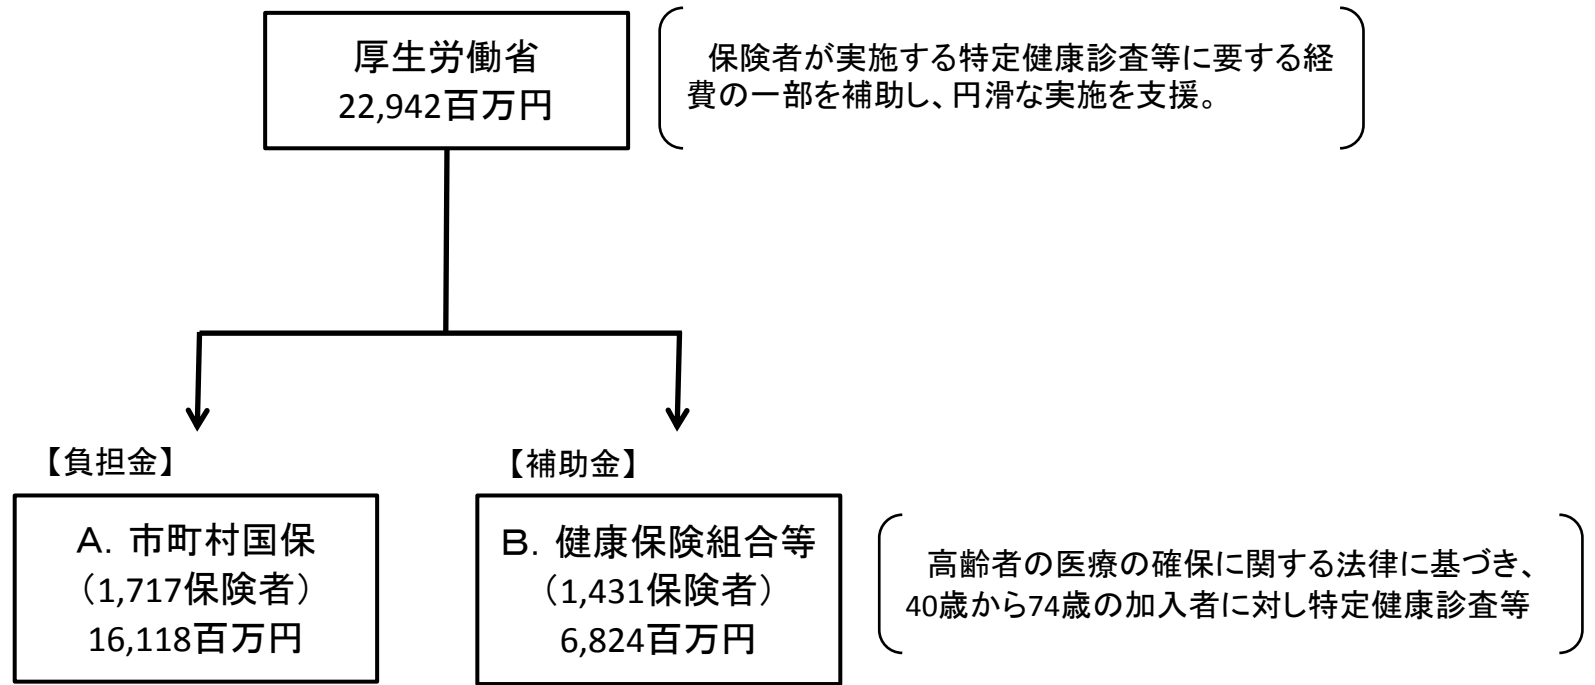 厚生労働省
22,942百万円
保険者が実施する特定健康診査等に要する経
費の一部を補助し、円滑な実施を支援。
【負担金】
【補助金】
A．市町村国保
（1,717保険者）
16,118百万円
B．健康保険組合等
（1,431保険者）
6,824百万円
高齢者の医療の確保に関する法律に基づき、
40歳から74歳の加入者に対し特定健康診査等